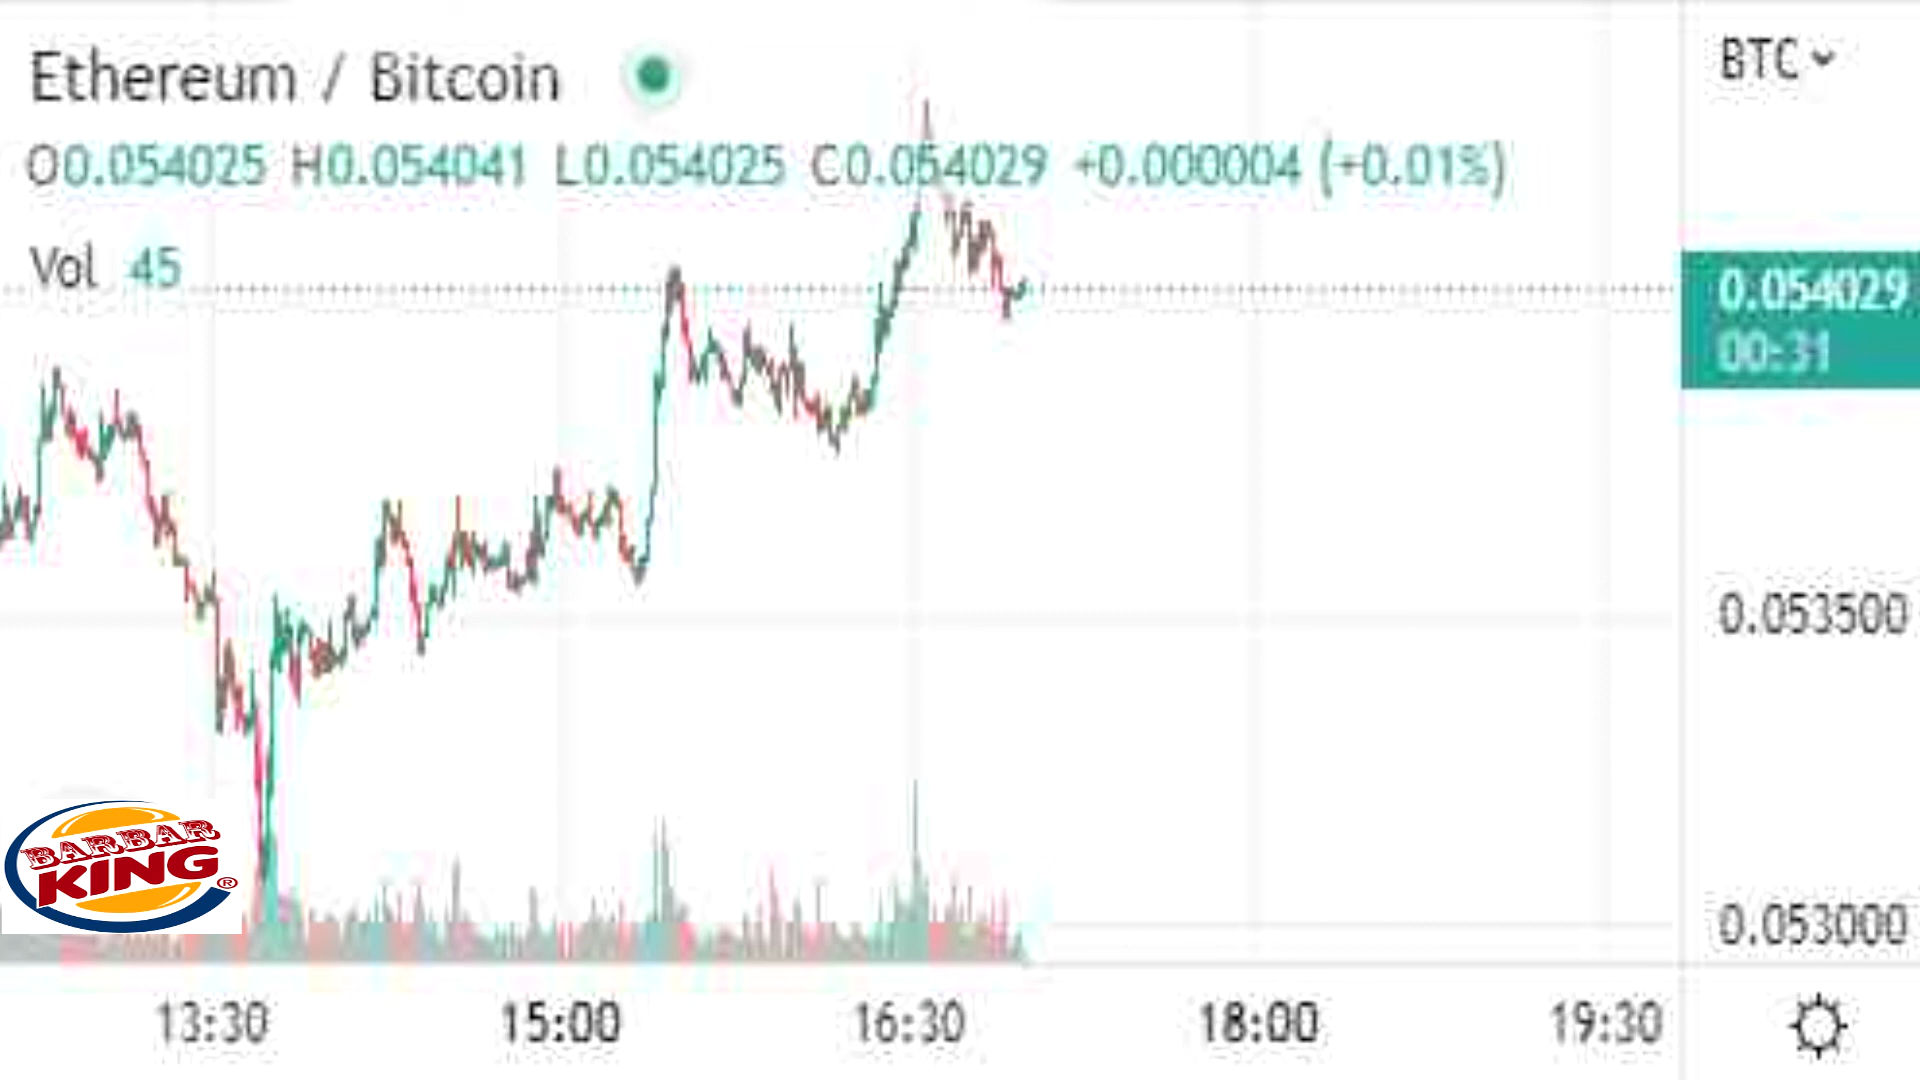 Ethereum / Bitcoin
BTC
O0.054025 H0.054041 L0.054025 C0.054029 +0.000004 (+0.01%)
Vol 45
0.054029
00:31
0.053500
BARBAR
KING®
0.053000
13:30 15:00 16:30 18:00 19:30